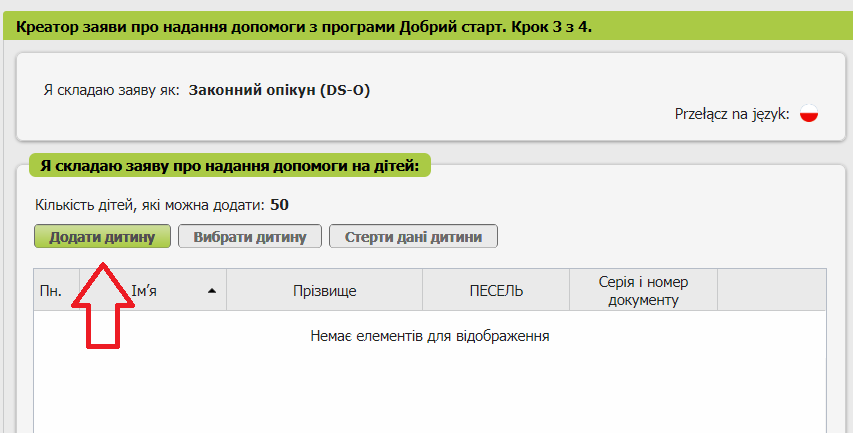 Креатор заяви про надання допомоги з програми Добрий старт. Крок 3 з 4.
Я складаю заяву як: Законний опікун (DS-O)
Przełącz na język:
Я складаю заяву про надання допомоги на дітей:
Кількість дітей, які можна додати: 50
Додати дитину Вибрати дитину Стерти дані дитини
Пн. Ім’я Прізвище ПЕСЕЛЬ Серія і номер
документу
Немає елементів для відображення